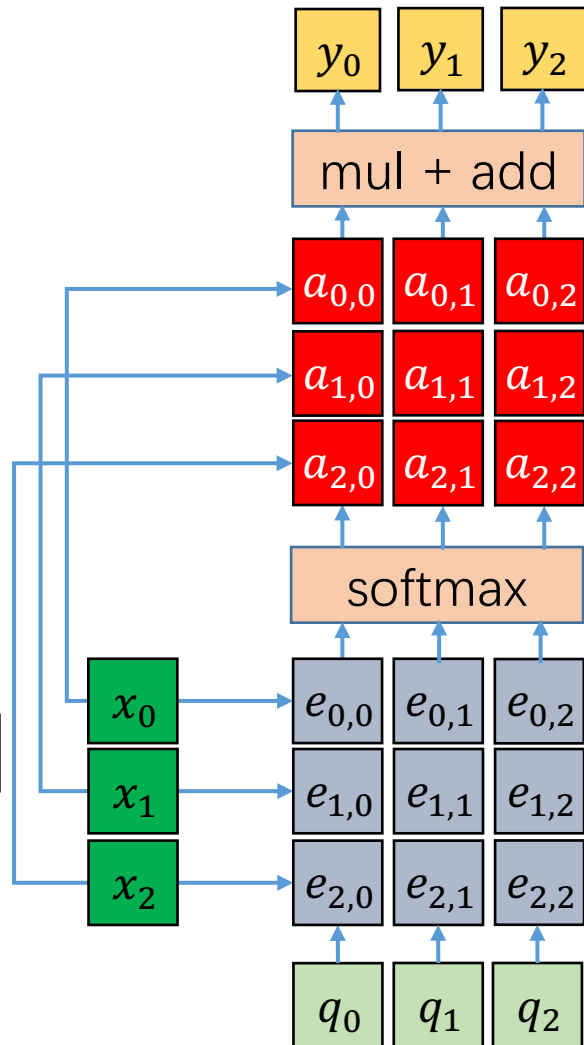 y₀ y₁ y₂
mul + add
a₀,₀ a₀,₁ a₀,₂
a₁,₀ a₁,₁ a₁,₂
a₂,₀ a₂,₁ a₂,₂
softmax
x₀ e₀,₀ e₀,₁ e₀,₂
x₁ e₁,₀ e₁,₁ e₁,₂
x₂ e₂,₀ e₂,₁ e₂,₂
q₀ q₁ q₂